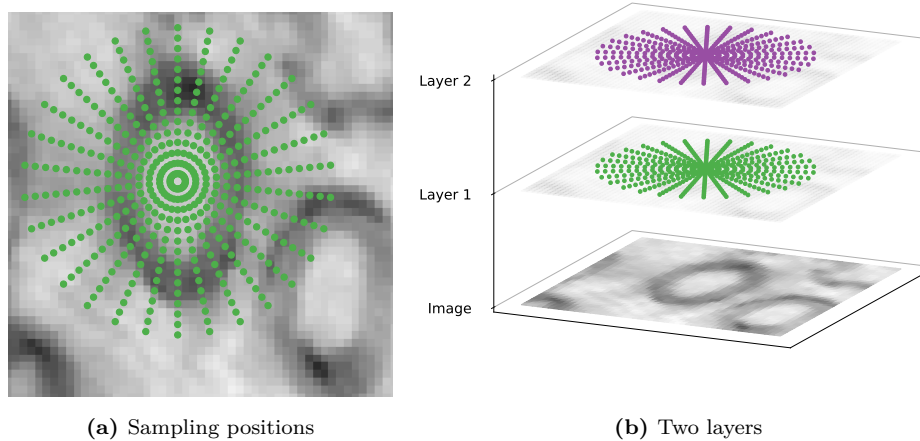 Layer 2
Layer 1
Image
(a) Sampling positions
(b) Two layers